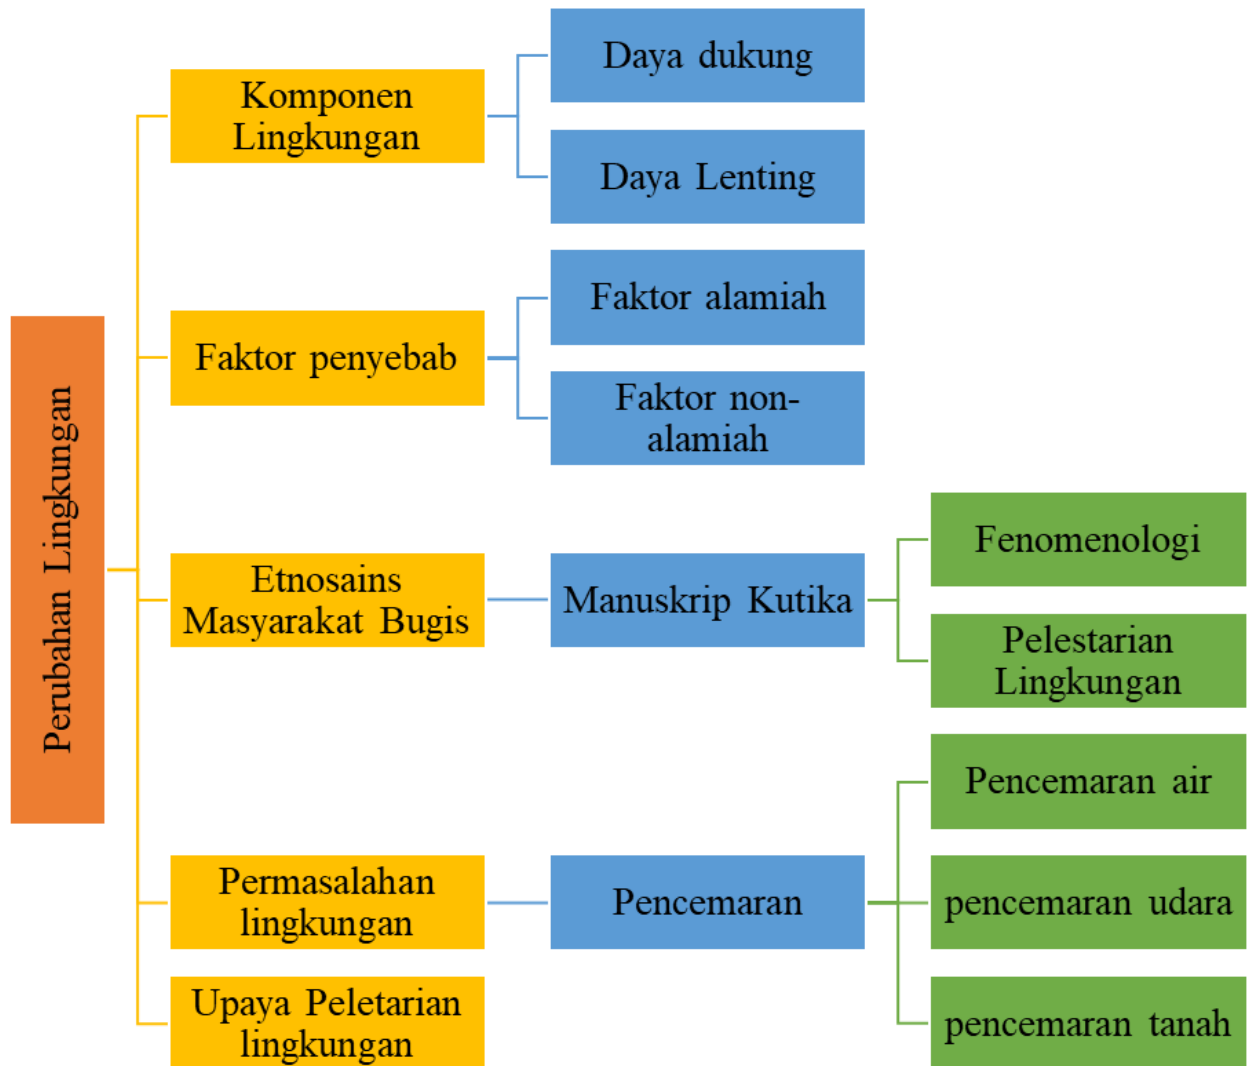 Perubahan Lingkungan
Komponen
Lingkungan
Daya dukung
Daya Lenting
Faktor penyebab
Faktor alamiah
Faktor non-
alamiah
Etnosains
Masyarakat Bugis
Manuskrip Kutika
Fenomenologi
Pelestarian
Lingkungan
Permasalahan
lingkungan
Pencemaran
Pencemaran air
pencemaran udara
pencemaran tanah
Upaya Peletarian
lingkungan